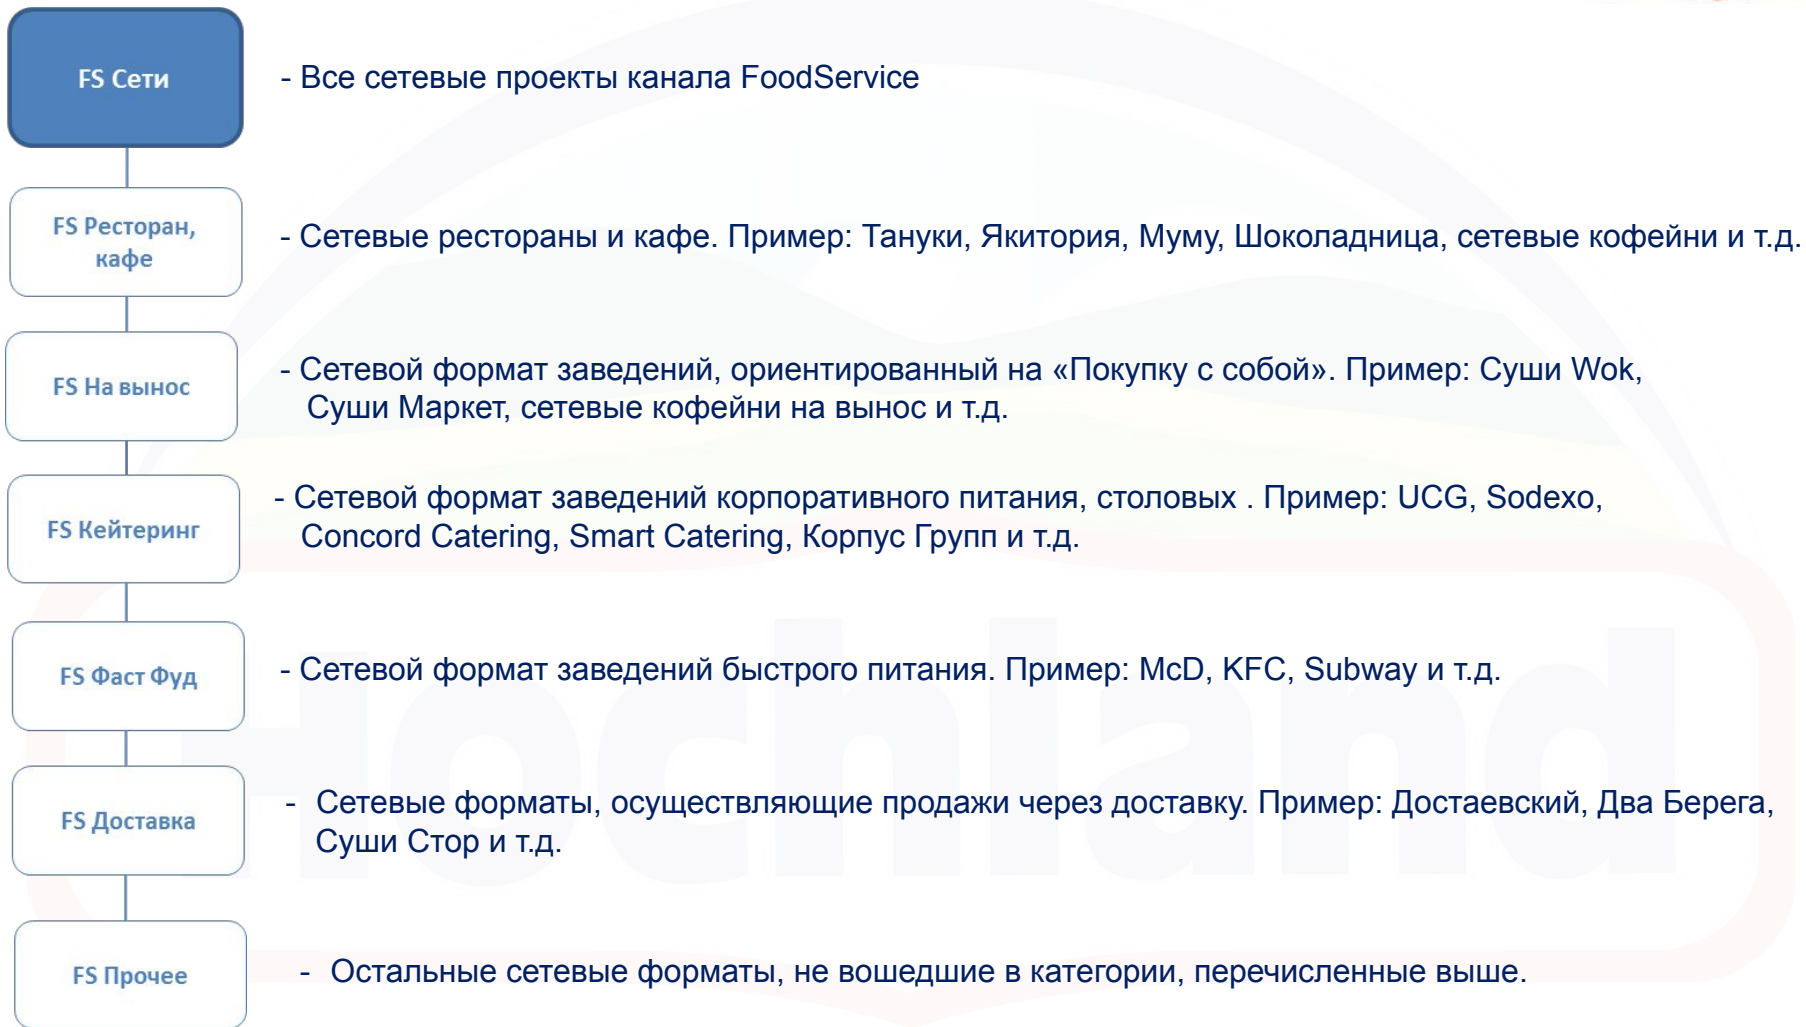 FS Сети
- Все сетевые проекты канала FoodService
FS Ресторан,
кафе
- Сетевые рестораны и кафе. Пример: Тануки, Якитория, Муму, Шоколадница, сетевые кофейни и т.д.
FS На вынос
- Сетевой формат заведений, ориентированный на «Покупку с собой». Пример: Суши Wok,
Суши Маркет, сетевые кофейни на вынос и т.д.
FS Кейтеринг
- Сетевой формат заведений корпоративного питания, столовых . Пример: UCG, Sodexo,
Concord Catering, Smart Catering, Корпус Групп и т.д.
FS Фаст Фуд
- Сетевой формат заведений быстрого питания. Пример: McD, KFC, Subway и т.д.
FS Доставка
- Сетевые форматы, осуществляющие продажи через доставку. Пример: Достаевский, Два Берега,
Суши Стор и т.д.
FS Прочее
- Остальные сетевые форматы, не вошедшие в категории, перечисленные выше.
Hochland